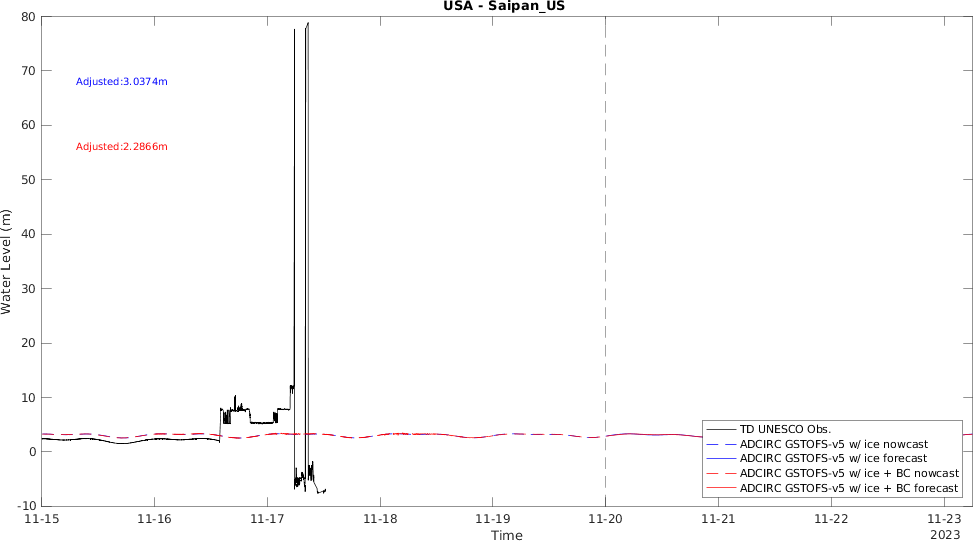 USA - Saipan_US
80
70
60
50
40
30
20
10
0
-10
Water Level (m)
Adjusted:3.0374m
Adjusted:2.2866m
TD UNESCO Obs.
ADCIRC GSTOFS-v5 w/ ice nowcast
ADCIRC GSTOFS-v5 w/ ice forecast
ADCIRC GSTOFS-v5 w/ ice + BC nowcast
ADCIRC GSTOFS-v5 w/ ice + BC forecast
11-15 11-16 11-17 11-18 11-19 11-20 11-21 11-22 11-23
Time
2023